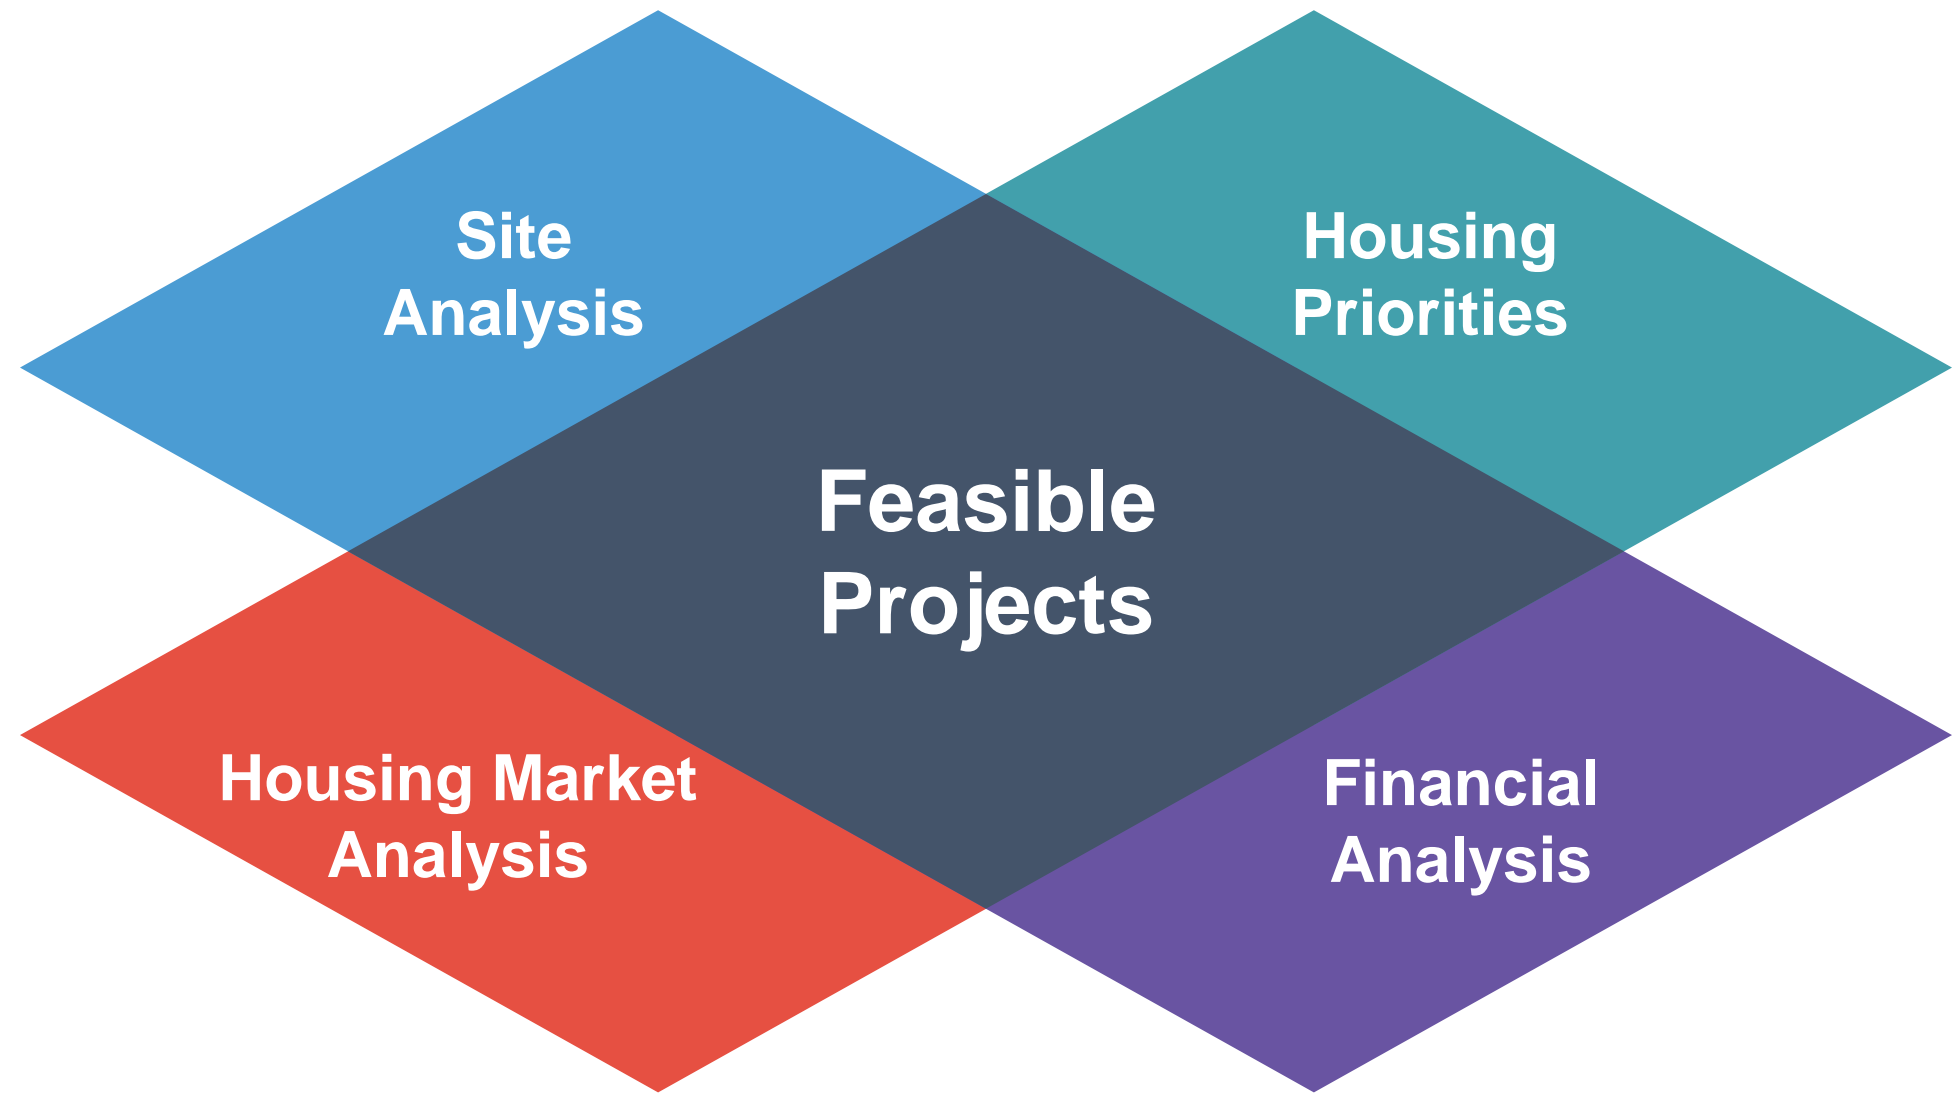 Site
Analysis
Housing
Priorities
Feasible
Projects
Housing Market
Analysis
Financial
Analysis